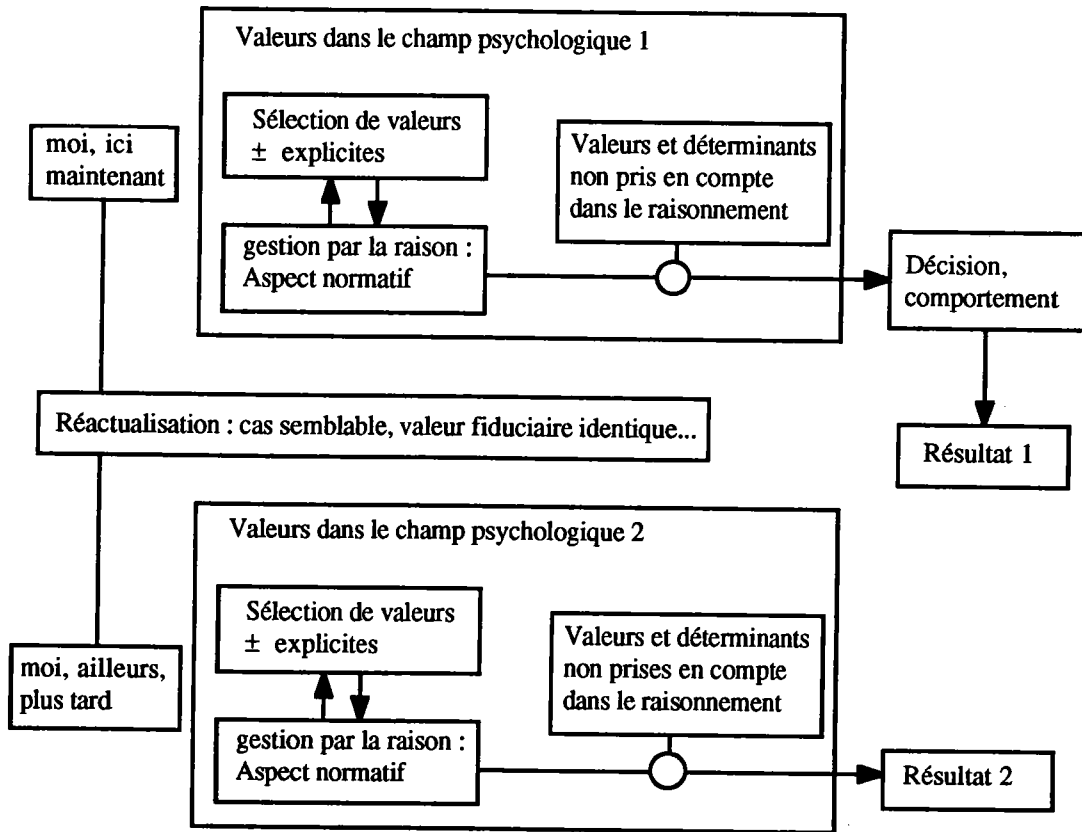 Valeurs dans le champ psychologique 1
moi, ici
maintenant
Sélection de valeurs
± explicites
gestion par la raison :
Aspect normatif
Valeurs et déterminants
non pris en compte
dans le raisonnement
Décision,
comportement
Résultat 1
Réactualisation : cas semblable, valeur fiduciaire identique...
Valeurs dans le champ psychologique 2
moi, ailleurs,
plus tard
Sélection de valeurs
± explicites
gestion par la raison :
Aspect normatif
Valeurs et déterminants
non prises en compte
dans le raisonnement
Résultat 2